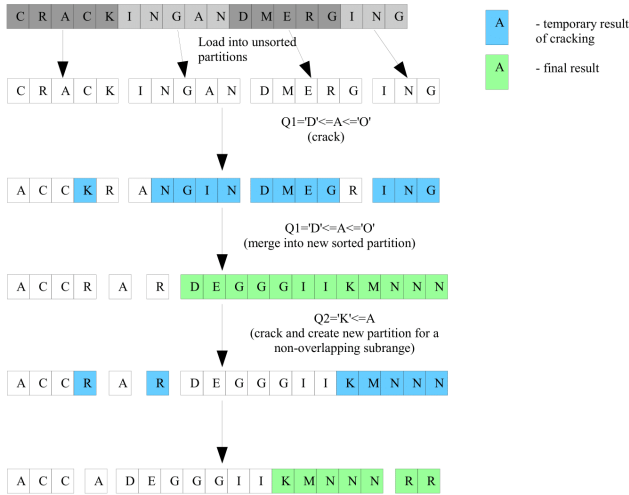 C R A C K I N G A N D M E R G I N G
A - temporary result
of cracking
Load into unsorted
partitions
A - final result
C R A C K I N G A N D M E R G I N G
Q1='D'<=A<='O'
(crack)
A C C K R A N G I N D M E G R I N G
Q1='D'<=A<='O'
(merge into new sorted partition)
A C C R A R D E G G G I I K M N N N
Q2='K'<=A
(crack and create new partition for a
non-overlapping subrange)
A C C R A R D E G G G I I K M N N N
A C C A D E G G G I I K M N N N R R